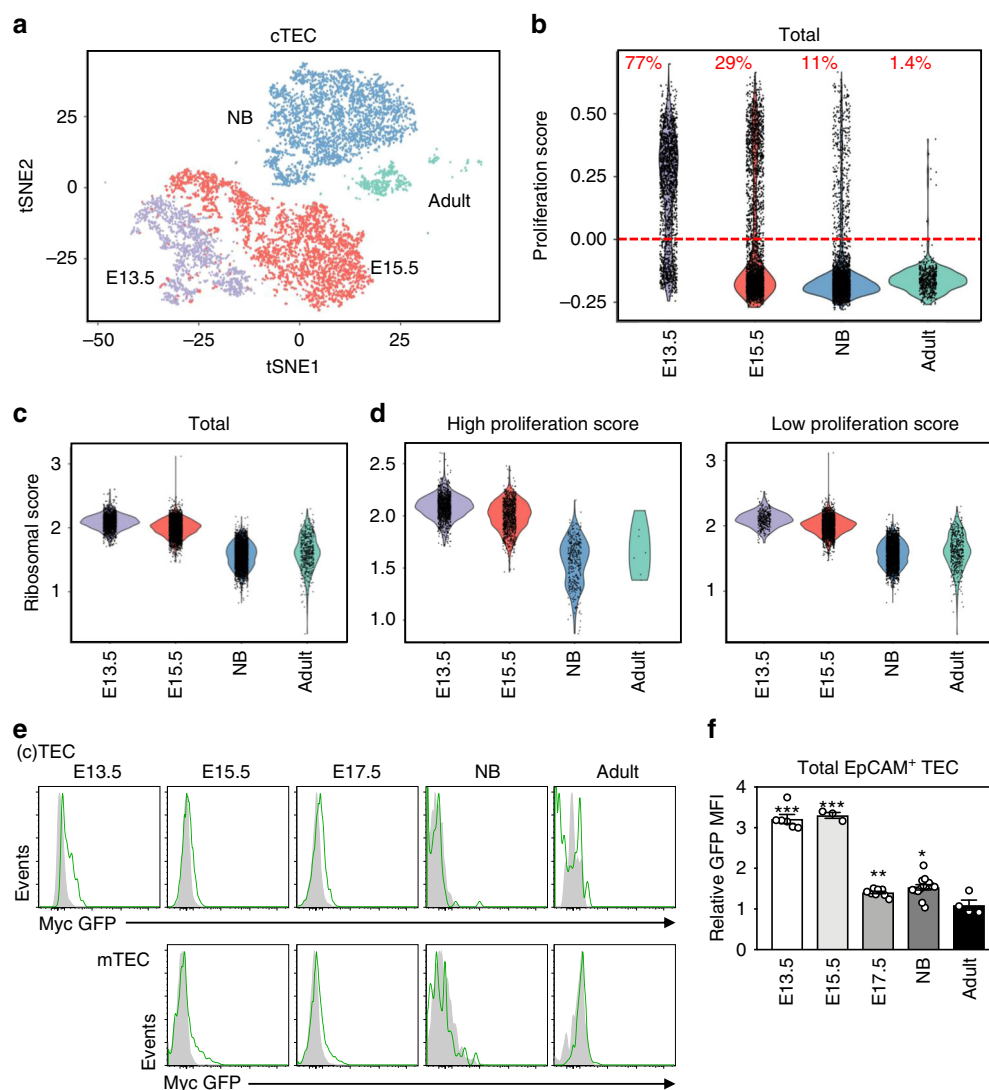 a
cTEC
tSNE2
25
0
−25
−50
−25
0
25
tSNE1
NB
Adult
E15.5
E13.5
b
Total
77%
29%
11%
1.4%
Proliferation score
0.50
0.25
0.00
−0.25
E13.5
E15.5
NB
Adult
c
Total
Ribosomal score
3
2
1
E13.5
E15.5
NB
Adult
d
High proliferation score
2.5
2.0
1.5
1.0
E13.5
E15.5
NB
Adult
Low proliferation score
3
2
1
E13.5
E15.5
NB
Adult
e
(c)TEC
E13.5
E15.5
E17.5
NB
Adult
Events
Myc GFP
mTEC
Events
Myc GFP
f
Total EpCAM⁺ TEC
Relative GFP MFI
4
3
2
1
0
***
***
**
*
E13.5
E15.5
E17.5
NB
Adult